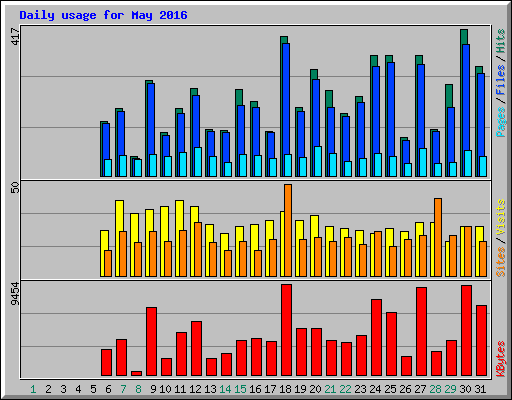 Daily usage for May 2016
417
Pages / Files / Hits
50
Sites / Visits
9454
KBytes
1 2 3 4 5 6 7 8 9 10 11 12 13 14 15 16 17 18 19 20 21 22 23 24 25 26 27 28 29 30 31